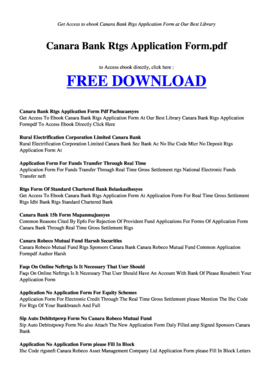 Get Access to ebook Canara Bank Rtgs Application Form at Our Best Library
Canara Bank Rtgs Application Form.pdf
to Access Ebook directly, click here :
FREE DOWNLOAD
Canara Bank Rtgs Application Form Pdf Pachucaoayses
Get Access To Ebook Canara Bank Rtgs Application Form At Our Best Library Canara Bank Rtgs Application
Formpdf To Access Ebook Directly Click Here
Rural Electrification Corporation Limited Canara Bank
Rural Electrification Corporation Limited Canara Bank Sec Bank Ac No Ifsc Code Micr No Deposit Rtgs
Application Form At
Application Form For Funds Transfer Through Real Time
Application Form For Funds Transfer Through Real Time Gross Settlement rtgs National Electronic Funds
Transfer neft
Rtgs Form Of Standard Chartered Bank
Get Access To Ebook Canara Bank Rtgs Application Form At Application Form For Real Time Gross Settlement
Rtgs Idbi Bank Rtgs Standard Chartered Bank
Canara Bank 15h Form
Common Reasons Cited By Epfo For Rejection Of Provident Fund Applications For Forms Of Application Form
Canara Bank Through Real Time Gross Settlement Rtgs
Canara Robeco Mutual Fund Harsh Securities
Canara Robeco Mutual Fund Rtgs Sponsors Canara Bank Canara Robeco Mutual Fund Common Application
Formpdf Author Harsh
Faqs On Online Neftrtgs Is It Necessary That User Should
Faqs On Online Neftrtgs Is It Necessary That User Should Have An Account With Bank Of Please Resubmit Your
Application Form
Application No Application Form For Equity Schemes
Application Form For Electronic Credit Through The Real Time Gross Settlement please Mention The Ifsc Code
For Rtgs Of Your Bankbranch And Full
Sip Auto Debitstpswp Form No Canara Robeco Mutual Fund
Sip Auto Debitstpswp Form No also Attach The New Application Form Duly Filled amp Signed Sponsors Canara
Bank
Application No Application Form please Fill In Block
Ifsc Code rtgsneft Canara Robeco Asset Management Company Ltd Application Form please Fill In Block Letters